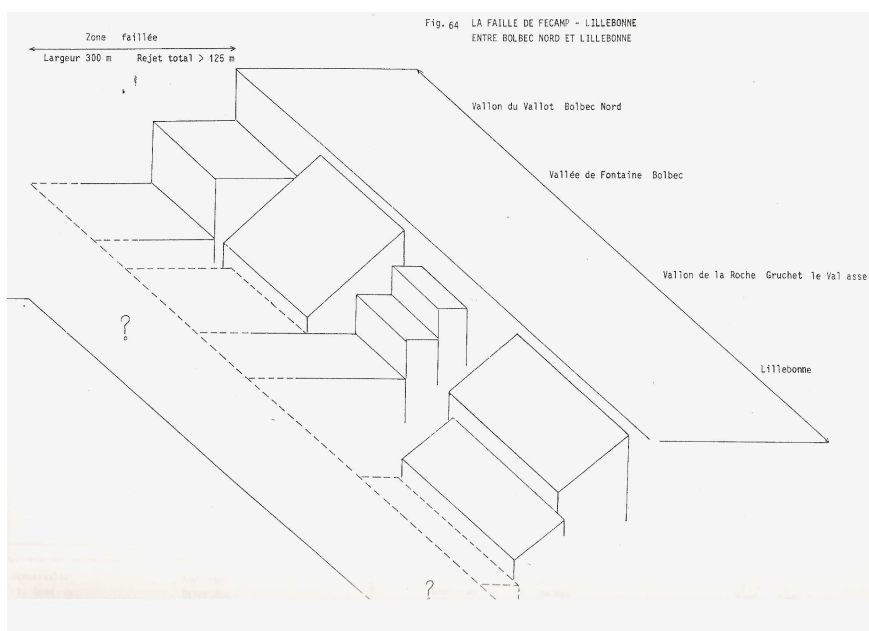 Fig. 64 LA FAILLE DE FECAMP - LILLEBONNE
ENTRE BOLBEC NORD ET LILLEBONNE
Zone faillée
Largeur 300 m Rejet total > 125 m
Vallon du Vallot Bolbec Nord
Vallée de Fontaine Bolbec
Vallon de la Roche Gruchet le Val asse
Lillebonne
?
?